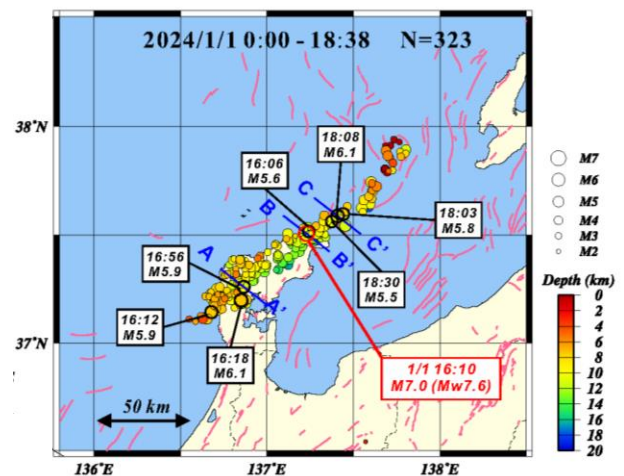 2024/1/1 0:00 - 18:38 N=323
38°N
18:08
M6.1
16:06
M5.6
C
B
C'
B'
18:03
M5.8
18:30
M5.5
16:56
M5.9
A
A'
16:12
M5.9
16:18
M6.1
37°N
1/1 16:10
M7.0 (Mw7.6)
50 km
136°E
137°E
138°E
M7
M6
M5
M4
M3
M2
Depth (km)
0
2
4
6
8
10
12
14
16
18
20